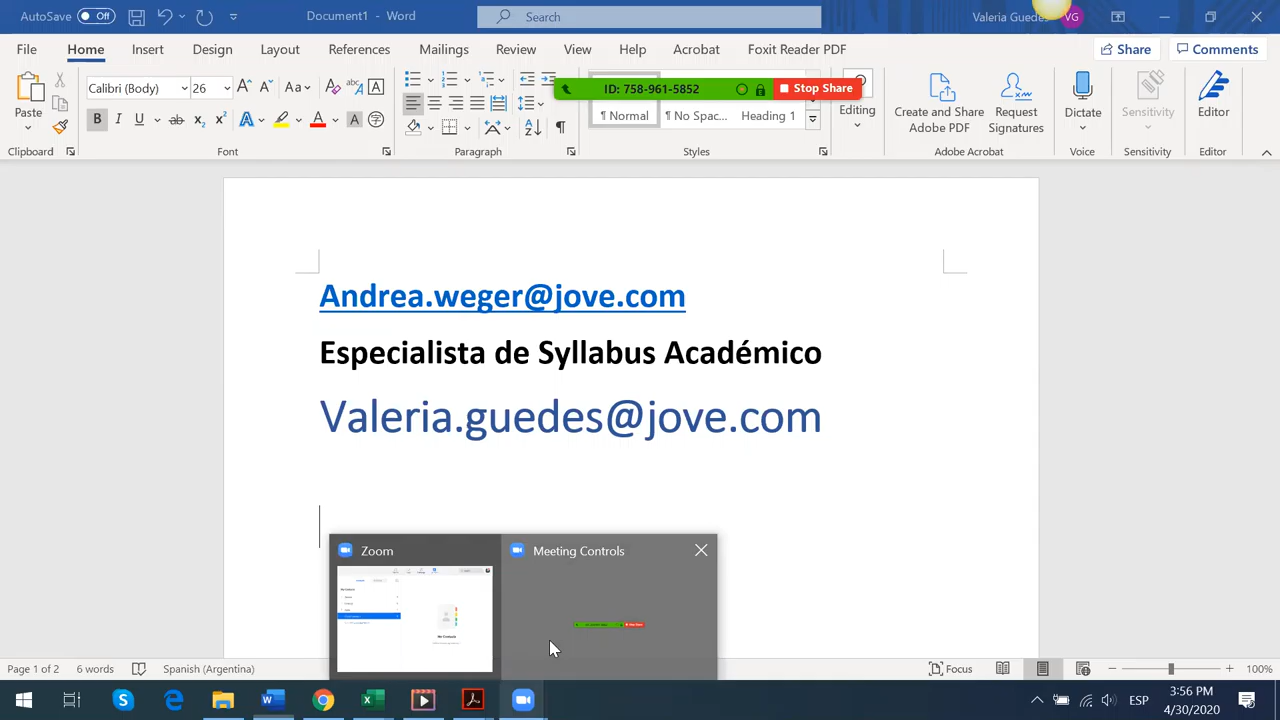 AutoSave Off Document1 - Word Search Valeria Guedes VG
File Home Insert Design Layout References Mailings Review View Help Acrobat Foxit Reader PDF Share Comments
Calibri (Body) 26 Aa
ID: 758-961-5852 Stop Share
Paste B I U ab x₂ x² A A A Normal No Spac... Heading 1 Editing Create and Share Adobe PDF Request Signatures Dictate Sensitivity Editor
Clipboard Font Paragraph Styles Adobe Acrobat Voice Sensitivity Editor
Andrea.weger@jove.com
Especialista de Syllabus Académico
Valeria.guedes@jove.com
Zoom Meeting Controls
Page 1 of 2 6 words Spanish (Argentina) Focus 100%
ESP 3:56 PM
4/30/2020